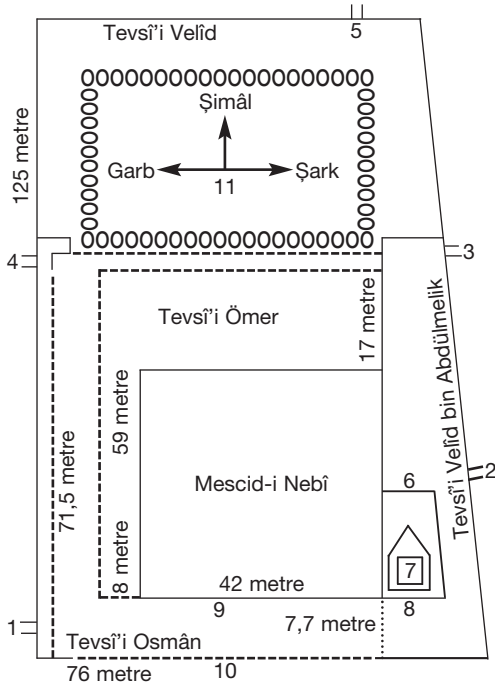 5
Tevsî'i Velîd
Şimâl
Garb
Şark
11
125 metre
4
3
Tevsî'i Ömer
17 metre
59 metre
71,5 metre
Tevsî'i Velîd bin Abdülmelik
Mescid-i Nebî
6
2
7
8 metre
42 metre
9
8
7,7 metre
1
Tevsî'i Osmân
76 metre
10